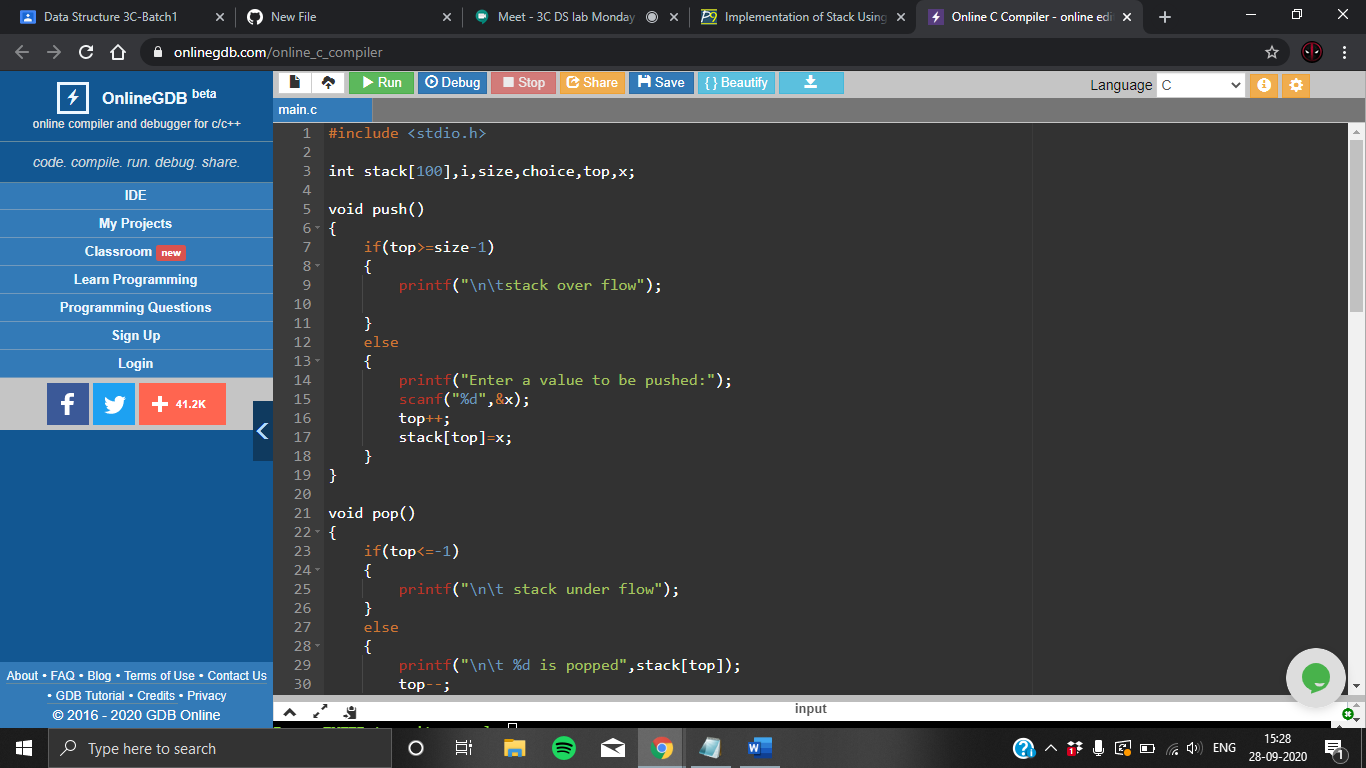 Data Structure 3C-Batch1
New File
Meet - 3C DS lab Monday
Implementation of Stack Using
Online C Compiler - online edi
onlinegdb.com/online_c_compiler
OnlineGDB beta
online compiler and debugger for c/c++
code. compile. run. debug. share.
IDE
My Projects
Classroom new
Learn Programming
Programming Questions
Sign Up
Login
41.2K
About • FAQ • Blog • Terms of Use • Contact Us
• GDB Tutorial • Credits • Privacy
© 2016 - 2020 GDB Online
Run Debug Stop Share Save { } Beautify
Language C
main.c
1 #include <stdio.h>
2
3 int stack[100],i,size,choice,top,x;
4
5 void push()
6 {
7 if(top>=size-1)
8 {
9 printf("\n\tstack over flow");
10
11 }
12 else
13 {
14 printf("Enter a value to be pushed:");
15 scanf("%d",&x);
16 top++;
17 stack[top]=x;
18 }
19 }
20
21 void pop()
22 {
23 if(top<=-1)
24 {
25 printf("\n\t stack under flow");
26 }
27 else
28 {
29 printf("\n\t %d is popped",stack[top]);
30 top--;
input
Type here to search
ENG
15:28
28-09-2020
1